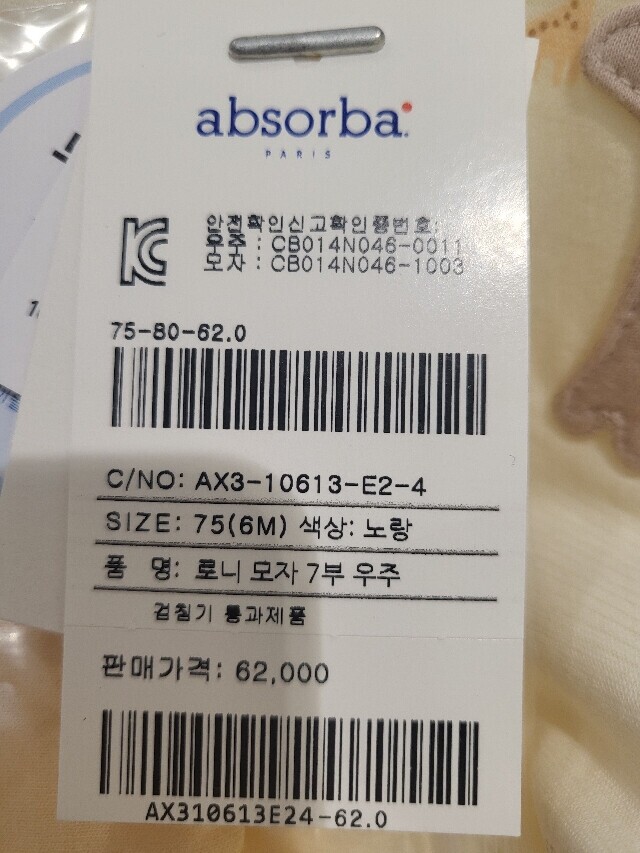 absorba.
PARIS
안전확인신고확인증번호:
우주 : CB014N046-0011
모자 : CB014N046-1003
75-80-62.0
C/NO: AX3-10613-E2-4
SIZE: 75(6M) 색상: 노랑
품 명: 로니 모자 7부 우주
검침기 통과제품
판매가격: 62,000
AX310613E24-62.0